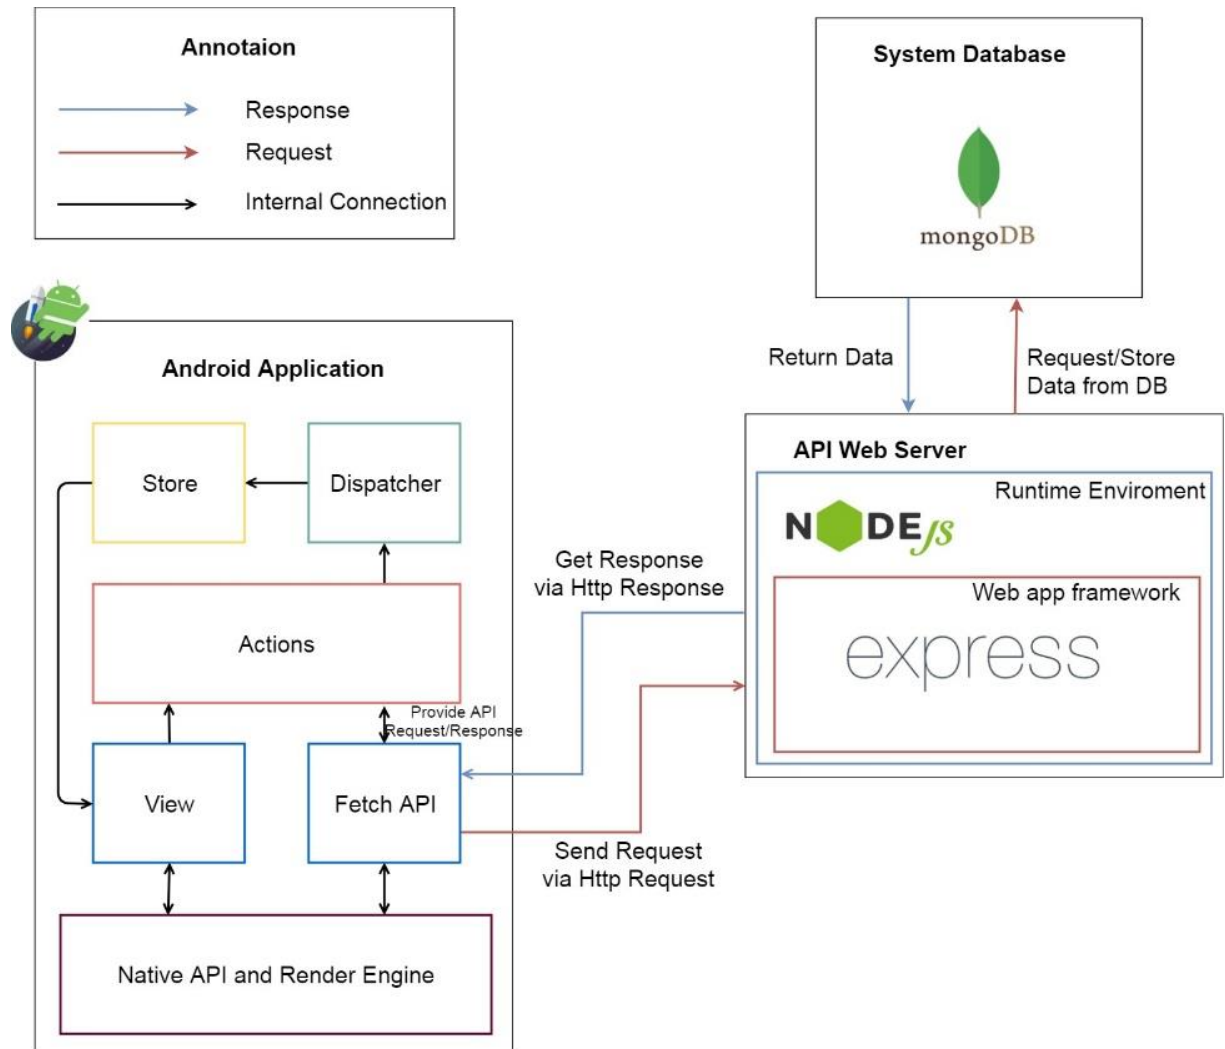 Annotaion
Response
Request
Internal Connection
System Database
mongoDB
Return Data
Request/Store
Data from DB
Android Application
Store
Dispatcher
Actions
Provide API
Request/Response
View
Fetch API
Native API and Render Engine
Get Response
via Http Response
Send Request
via Http Request
API Web Server
Runtime Enviroment
NODEJS
Web app framework
express